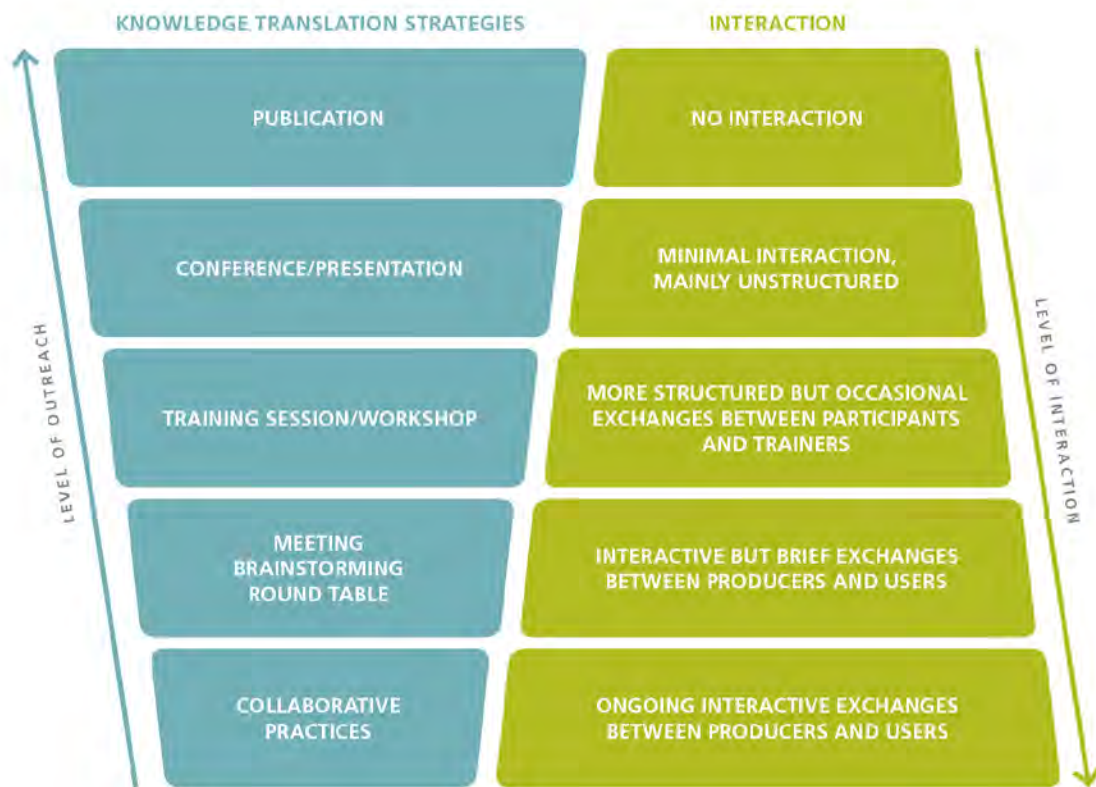 KNOWLEDGE TRANSLATION STRATEGIES
INTERACTION
PUBLICATION
NO INTERACTION
CONFERENCE/PRESENTATION
MINIMAL INTERACTION,
MAINLY UNSTRUCTURED
TRAINING SESSION/WORKSHOP
MORE STRUCTURED BUT OCCASIONAL
EXCHANGES BETWEEN PARTICIPANTS
AND TRAINERS
MEETING
BRAINSTORMING
ROUND TABLE
INTERACTIVE BUT BRIEF EXCHANGES
BETWEEN PRODUCERS AND USERS
COLLABORATIVE
PRACTICES
ONGOING INTERACTIVE EXCHANGES
BETWEEN PRODUCERS AND USERS
LEVEL OF OUTREACH
LEVEL OF INTERACTION